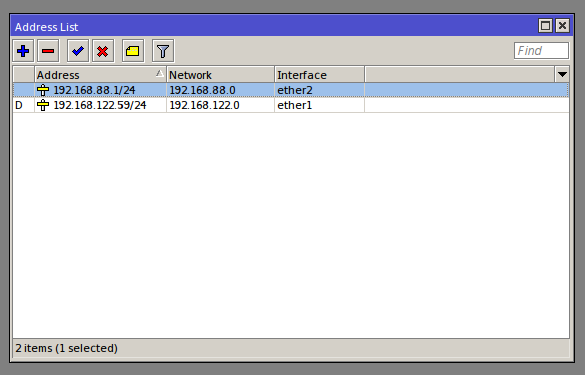 Address List
Find
Address Network Interface
192.168.88.1/24 192.168.88.0 ether2
D 192.168.122.59/24 192.168.122.0 ether1
2 items (1 selected)